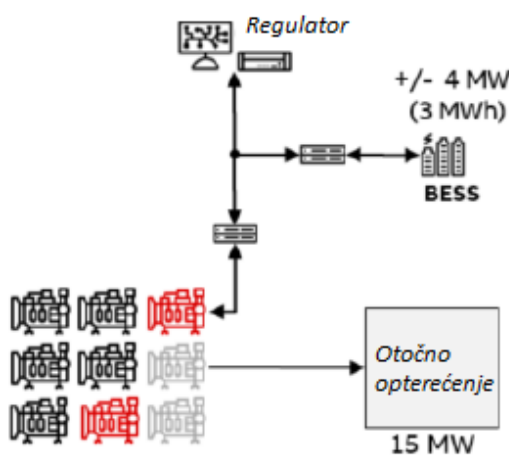 Regulator
+/- 4 MW
(3 MWh)
BESS
Otočno
opterećenje
15 MW